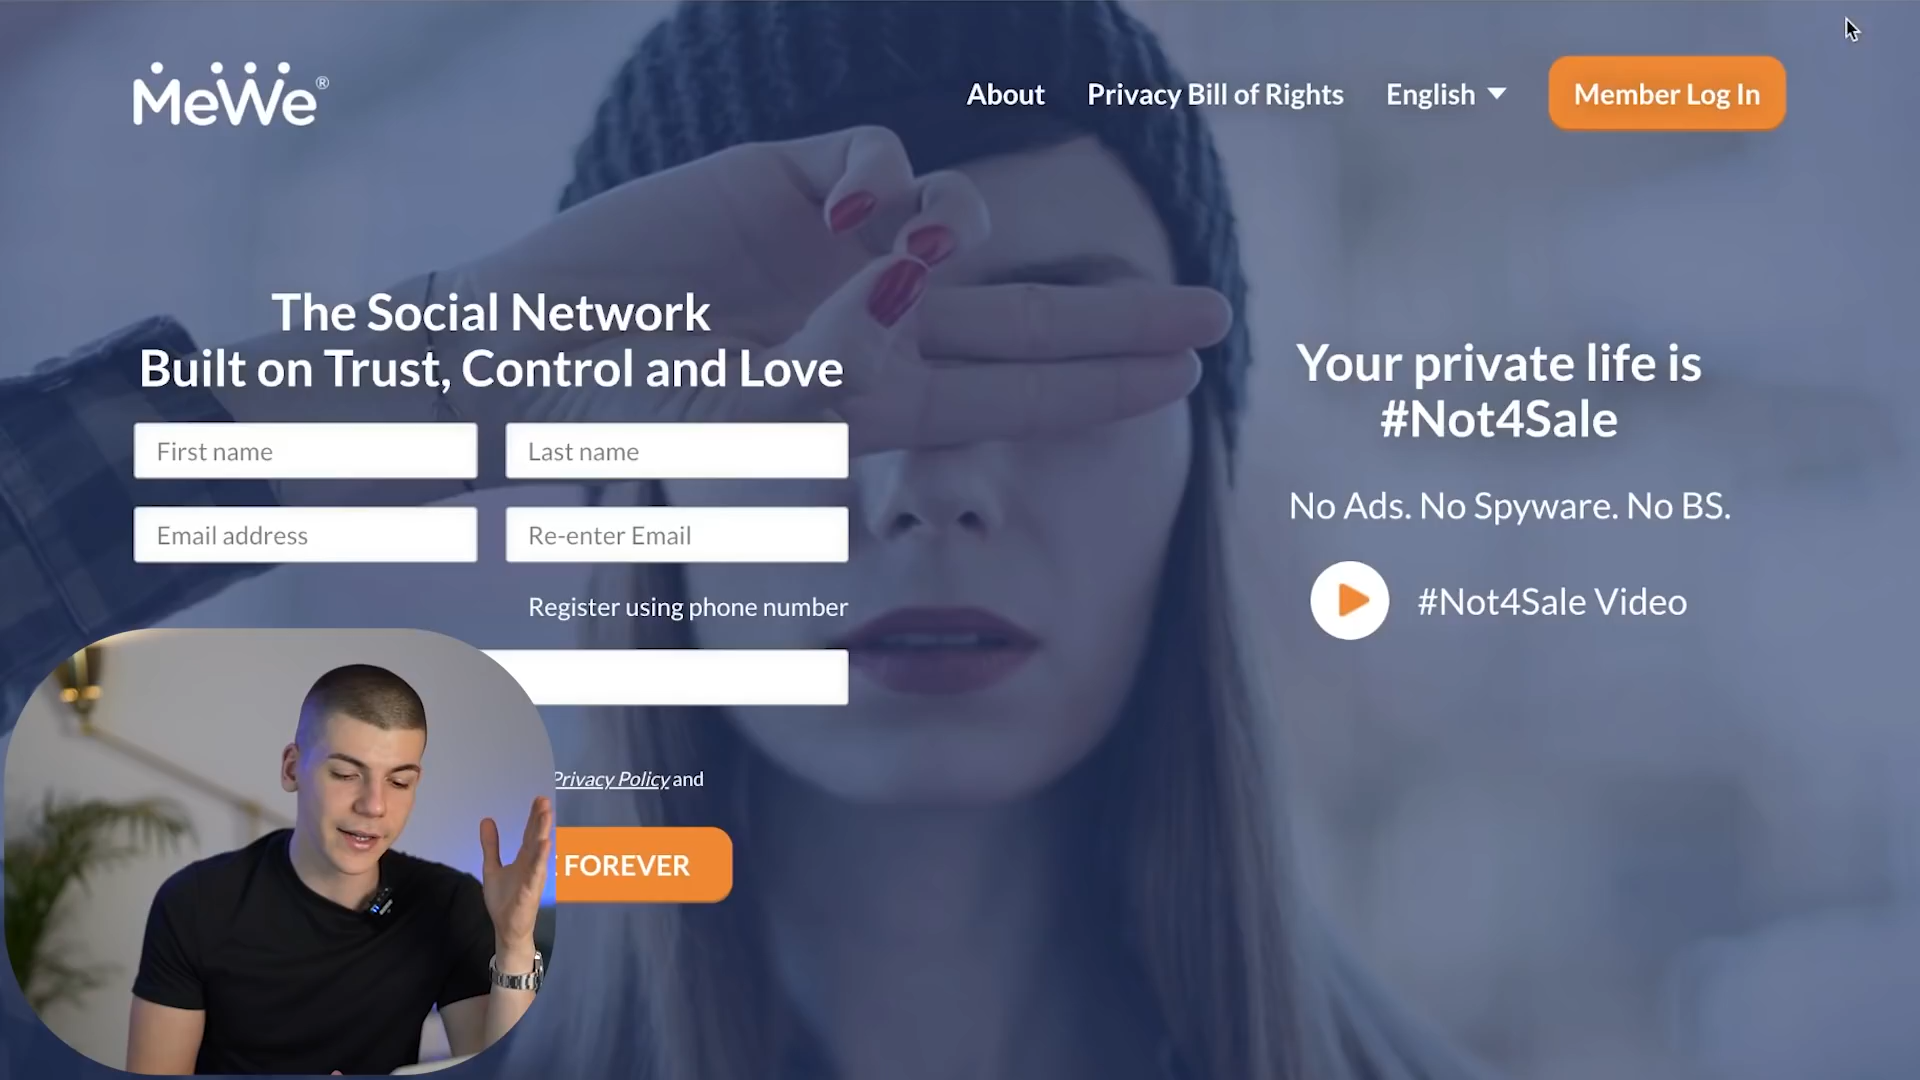 MeWe®
About
Privacy Bill of Rights
English
Member Log In
The Social Network
Built on Trust, Control and Love
First name
Last name
Email address
Re-enter Email
Register using phone number
Privacy Policy and
FOREVER
Your private life is
#Not4Sale
No Ads. No Spyware. No BS.
#Not4Sale Video